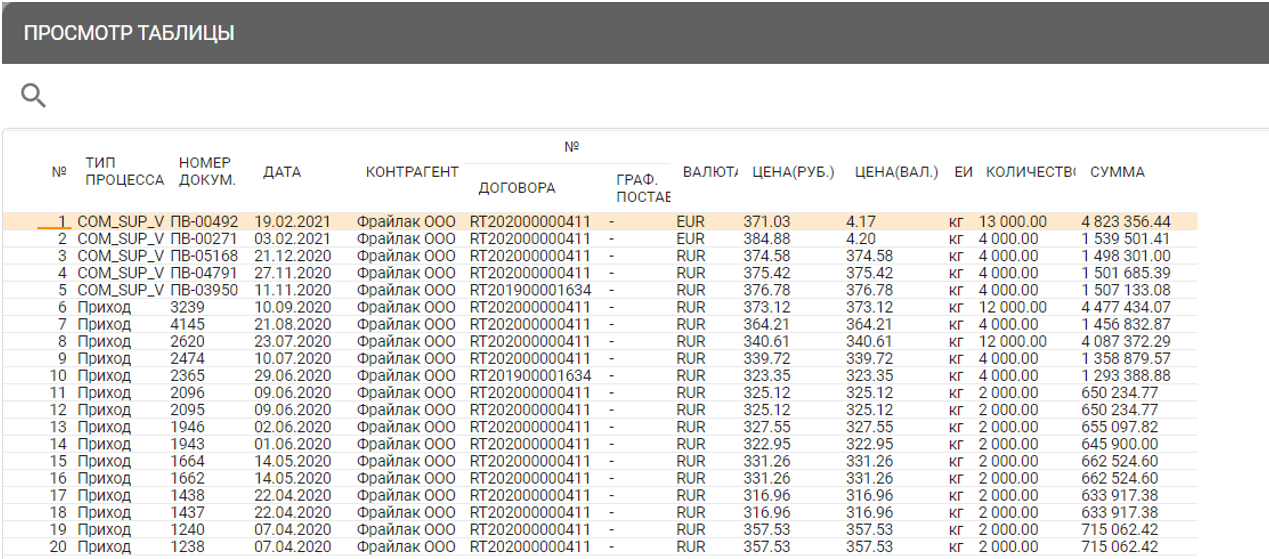 ПРОСМОТР ТАБЛИЦЫ
№
№ ТИП ПРОЦЕССА НОМЕР ДОКУМ. ДАТА КОНТРАГЕНТ ДОГОВОРА ГРАФ. ПОСТАВ ВАЛЮТА ЦЕНА(РУБ.) ЦЕНА(ВАЛ.) ЕИ КОЛИЧЕСТВО СУММА
1 COM_SUP_V ПВ-00492 19.02.2021 Фрайлак ООО RT202000000411 - EUR 371.03 4.17 кг 13 000.00 4 823 356.44
2 COM_SUP_V ПВ-00271 03.02.2021 Фрайлак ООО RT202000000411 - EUR 384.88 4.20 кг 4 000.00 1 539 501.41
3 COM_SUP_V ПВ-05168 21.12.2020 Фрайлак ООО RT202000000411 - RUR 374.58 374.58 кг 4 000.00 1 498 301.00
4 COM_SUP_V ПВ-04791 27.11.2020 Фрайлак ООО RT202000000411 - RUR 375.42 375.42 кг 4 000.00 1 501 685.39
5 COM_SUP_V ПВ-03950 11.11.2020 Фрайлак ООО RT201900001634 - RUR 376.78 376.78 кг 4 000.00 1 507 133.08
6 Приход 3239 10.09.2020 Фрайлак ООО RT202000000411 - RUR 373.12 373.12 кг 12 000.00 4 477 434.07
7 Приход 4145 21.08.2020 Фрайлак ООО RT202000000411 - RUR 364.21 364.21 кг 4 000.00 1 456 832.87
8 Приход 2620 23.07.2020 Фрайлак ООО RT202000000411 - RUR 340.61 340.61 кг 12 000.00 4 087 372.29
9 Приход 2474 10.07.2020 Фрайлак ООО RT202000000411 - RUR 339.72 339.72 кг 4 000.00 1 358 879.57
10 Приход 2365 29.06.2020 Фрайлак ООО RT201900001634 - RUR 323.35 323.35 кг 4 000.00 1 293 388.88
11 Приход 2096 09.06.2020 Фрайлак ООО RT202000000411 - RUR 325.12 325.12 кг 2 000.00 650 234.77
12 Приход 2095 09.06.2020 Фрайлак ООО RT202000000411 - RUR 325.12 325.12 кг 2 000.00 650 234.77
13 Приход 1946 02.06.2020 Фрайлак ООО RT202000000411 - RUR 327.55 327.55 кг 2 000.00 655 097.82
14 Приход 1943 01.06.2020 Фрайлак ООО RT202000000411 - RUR 322.95 322.95 кг 2 000.00 645 900.00
15 Приход 1664 14.05.2020 Фрайлак ООО RT202000000411 - RUR 331.26 331.26 кг 2 000.00 662 524.60
16 Приход 1662 14.05.2020 Фрайлак ООО RT202000000411 - RUR 331.26 331.26 кг 2 000.00 662 524.60
17 Приход 1438 22.04.2020 Фрайлак ООО RT202000000411 - RUR 316.96 316.96 кг 2 000.00 633 917.38
18 Приход 1437 22.04.2020 Фрайлак ООО RT202000000411 - RUR 316.96 316.96 кг 2 000.00 633 917.38
19 Приход 1240 07.04.2020 Фрайлак ООО RT202000000411 - RUR 357.53 357.53 кг 2 000.00 715 062.42
20 Приход 1238 07.04.2020 Фрайлак ООО RT202000000411 - RUR 357.53 357.53 кг 2 000.00 715 062.42